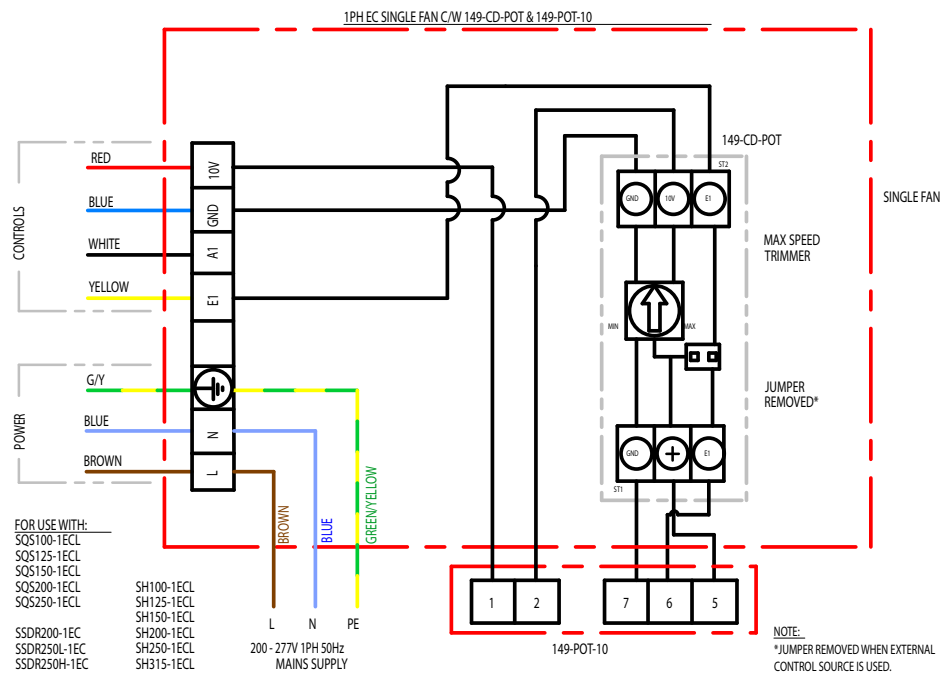 1PH EC SINGLE FAN C/W 149-CD-POT & 149-POT-10
CONTROLS
RED
BLUE
WHITE
YELLOW
10V
GND
A1
E1
POWER
G/Y
BLUE
BROWN
N
L
BROWN
BLUE
GREEN/YELLOW
149-CD-POT
ST2
GND
10V
E1
SINGLE FAN
MAX SPEED
TRIMMER
MIN
MAX
JUMPER
REMOVED*
GND
+
E1
ST1
FOR USE WITH:
SQS100-1ECL
SQS125-1ECL
SQS150-1ECL
SQS200-1ECL
SQS250-1ECL
SSDR200-1EC
SSDR250L-1EC
SSDR250H-1EC
SH100-1ECL
SH125-1ECL
SH150-1ECL
SH200-1ECL
SH250-1ECL
SH315-1ECL
L N PE
200 - 277V 1PH 50Hz
MAINS SUPPLY
1 2 7 6 5
149-POT-10
NOTE:
*JUMPER REMOVED WHEN EXTERNAL
CONTROL SOURCE IS USED.